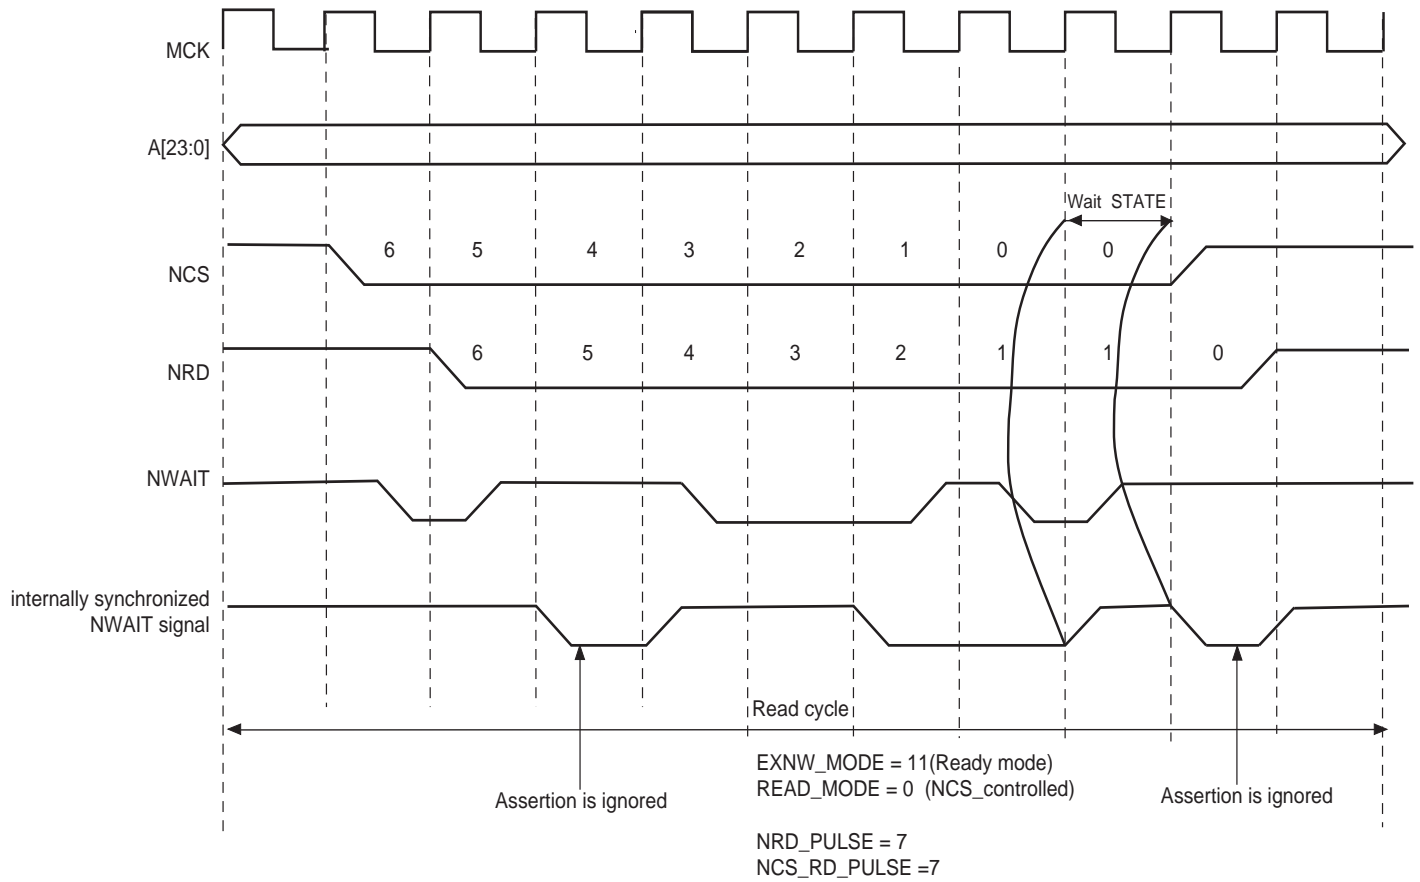 MCK
A[23:0]
Wait STATE
NCS
6 5 4 3 2 1 0 0
NRD
6 5 4 3 2 1 1 0
NWAIT
internally synchronized
NWAIT signal
Read cycle
EXNW_MODE = 11(Ready mode)
READ_MODE = 0 (NCS_controlled)
Assertion is ignored
Assertion is ignored
NRD_PULSE = 7
NCS_RD_PULSE =7